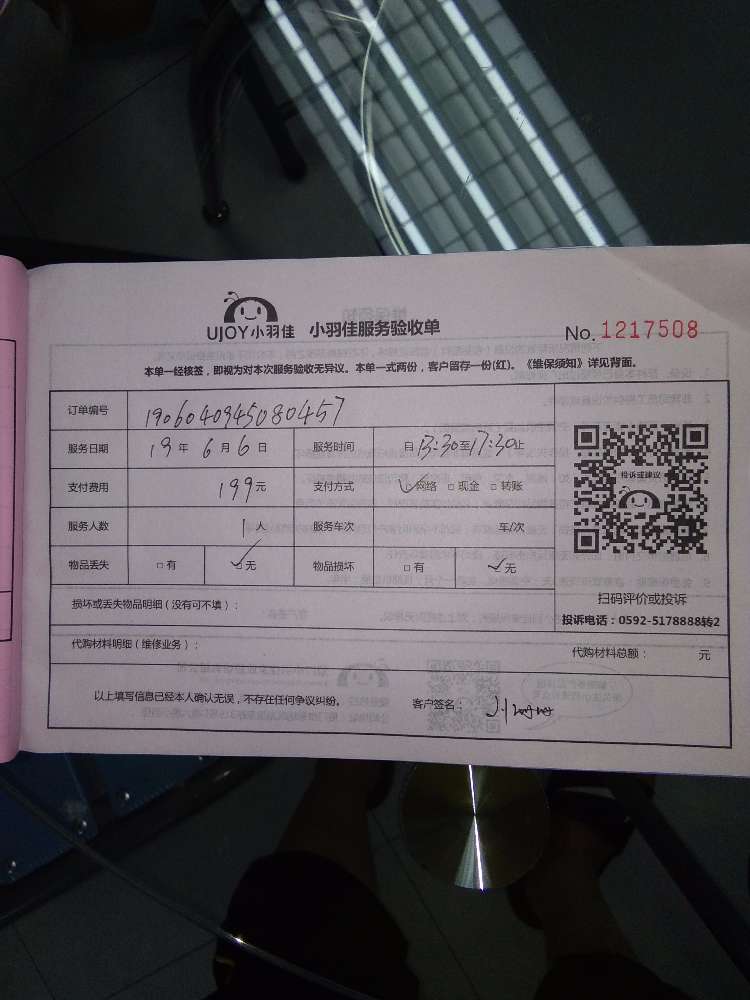 UJOY小羽佳 小羽佳服务验收单 No. 1217508
本单一经核签，即视为对本次服务验收无异议。本单一式两份，客户留存一份(红)。《维保须知》详见背面。
订单编号 190604094508045７
服务日期 19年 6月6日 服务时间 自13:30至17:30止
支付费用 199元 支付方式 ☑网络 □现金 □转账
服务人数 1人 服务车次 车/次
物品丢失 □有 ☑无 物品损坏 □有 ☑无
投诉或建议
扫码评价或投诉
投诉电话：0592-5178888转2
损坏或丢失物品明细（没有可不填）：
代购材料明细（维修业务）： 代购材料总额： 元
以上填写信息已经本人确认无误，不存在任何争议纠纷。 客户签名：